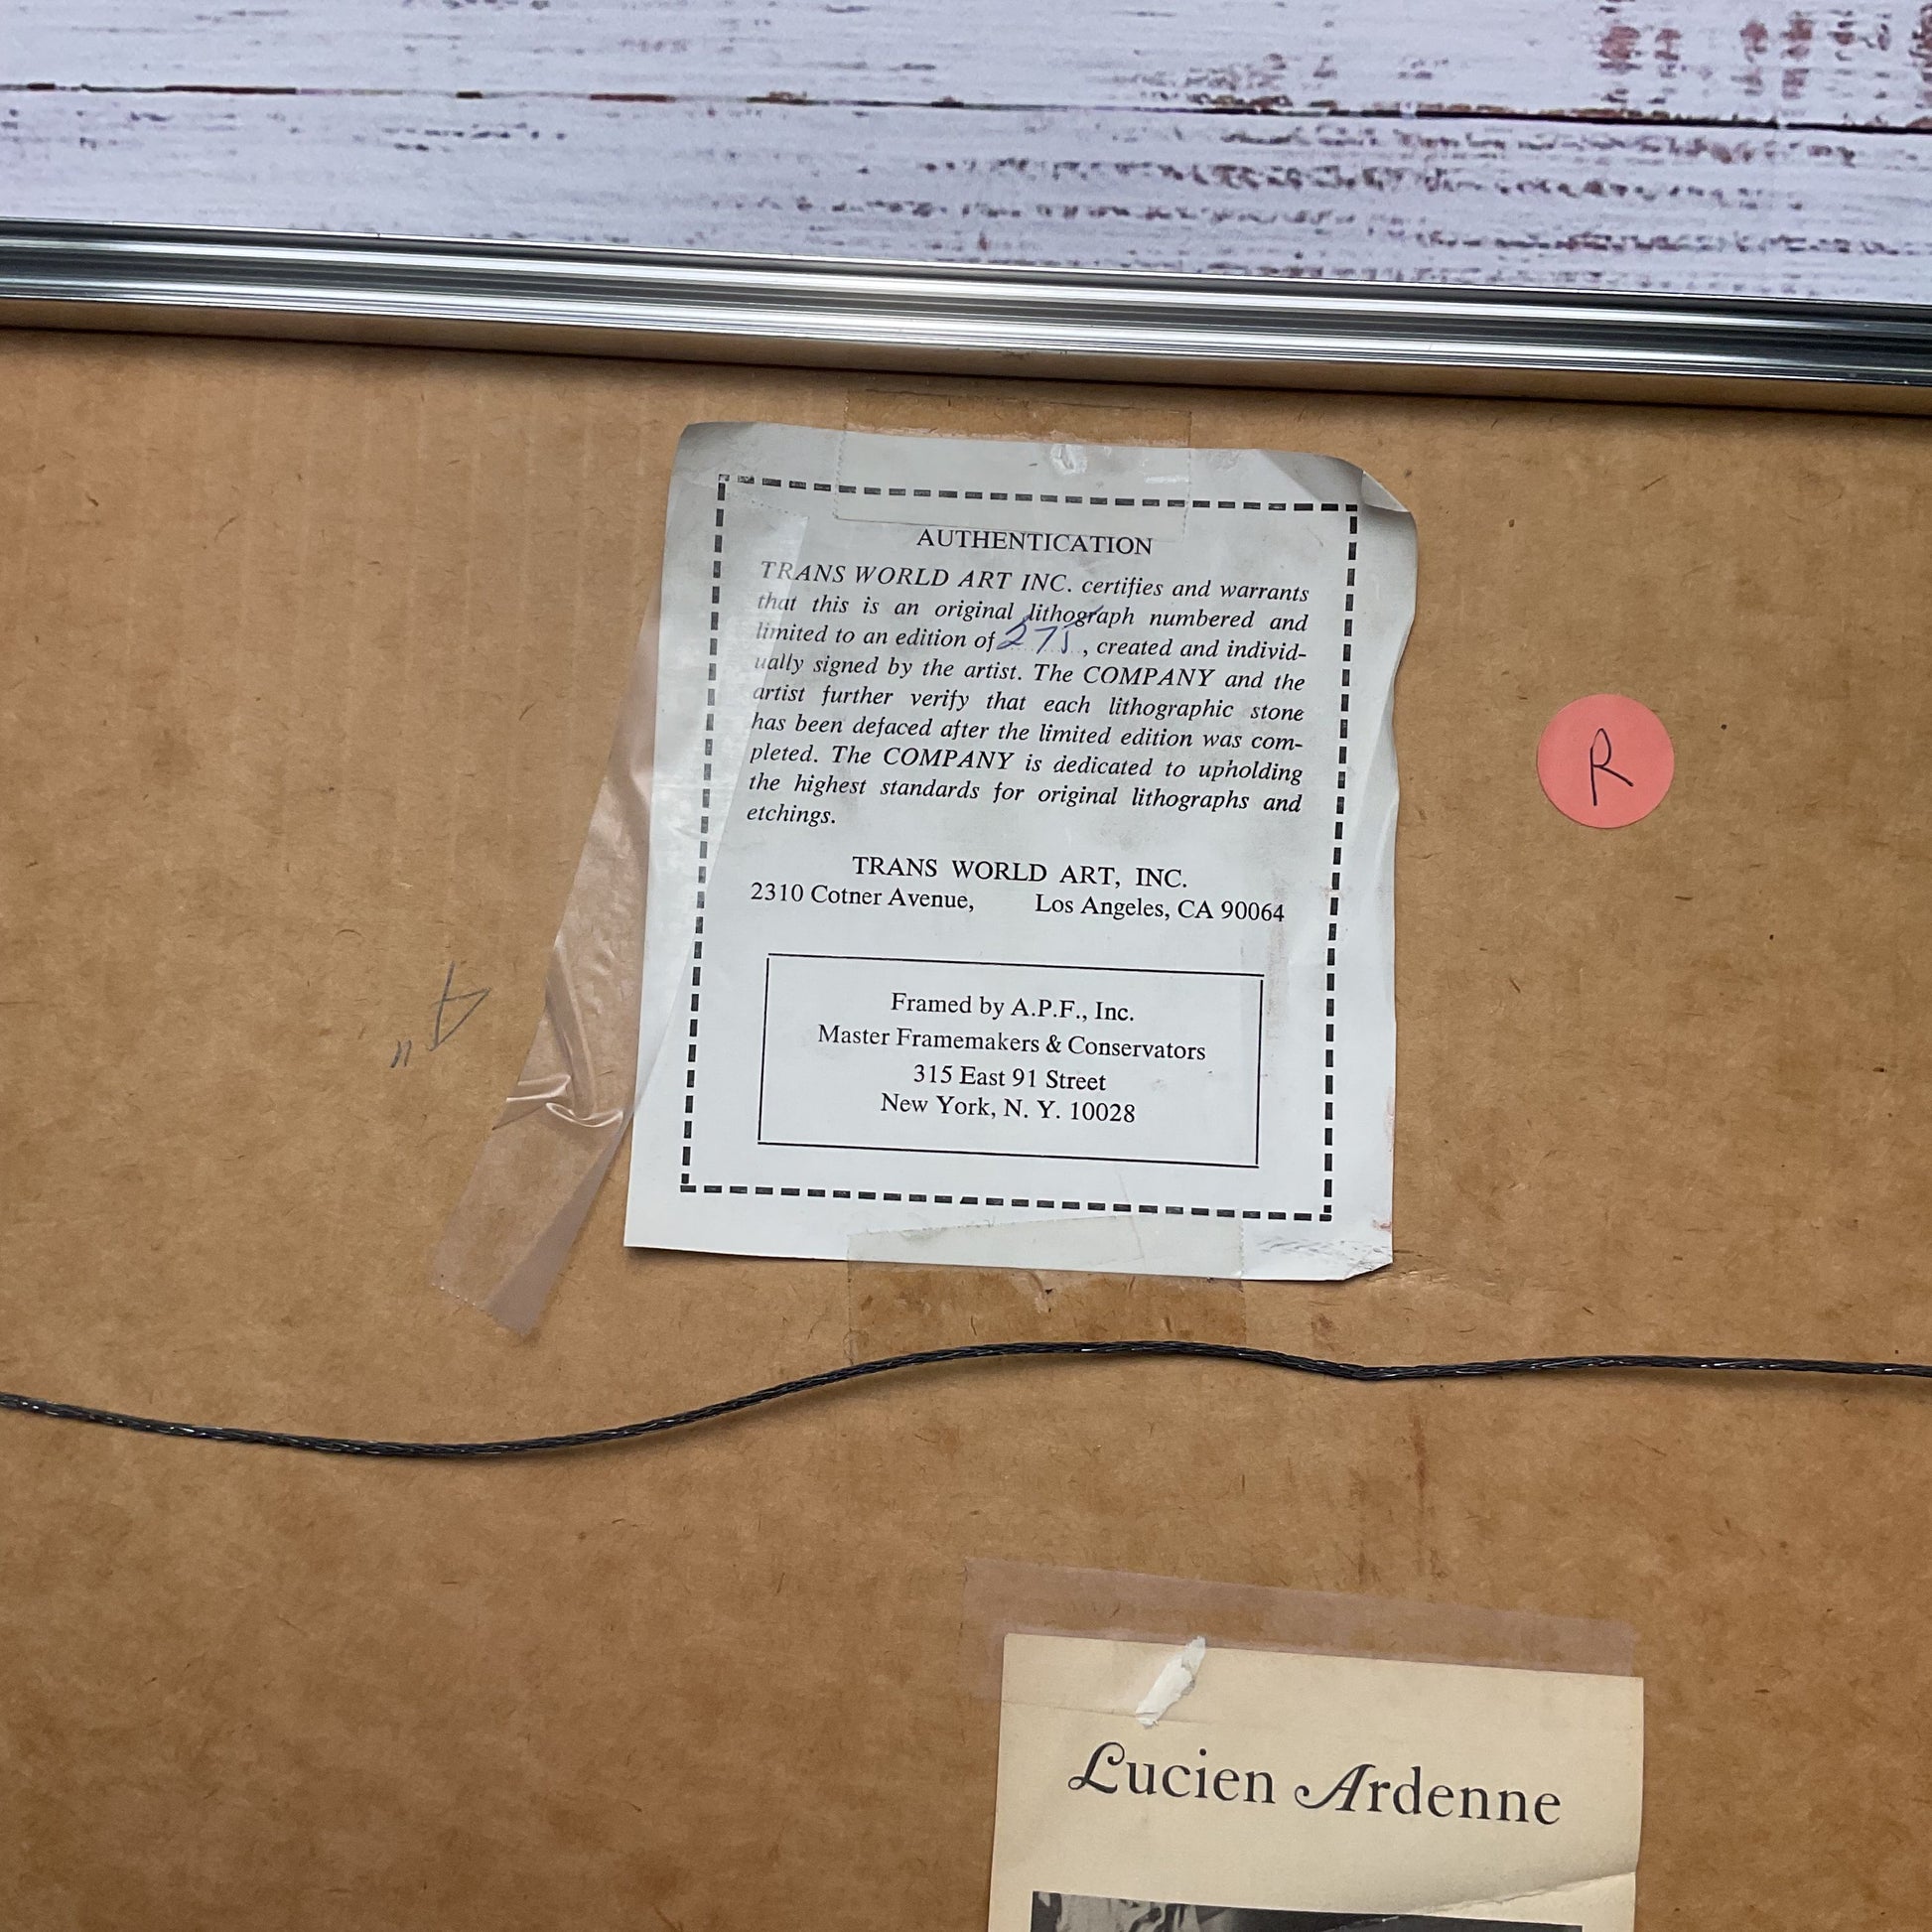 AUTHENTICATION
TRANS WORLD ART INC. certifies and warrants
that this is an original lithograph numbered and
limited to an edition of 275, created and individ-
ually signed by the artist. The COMPANY and the
artist further verify that each lithographic stone
has been defaced after the limited edition was com-
pleted. The COMPANY is dedicated to upholding
the highest standards for original lithographs and
etchings.
TRANS WORLD ART, INC.
2310 Cotner Avenue, Los Angeles, CA 90064
Framed by A.P.F., Inc.
Master Framemakers & Conservators
315 East 91 Street
New York, N. Y. 10028
R
Lucien Ardenne